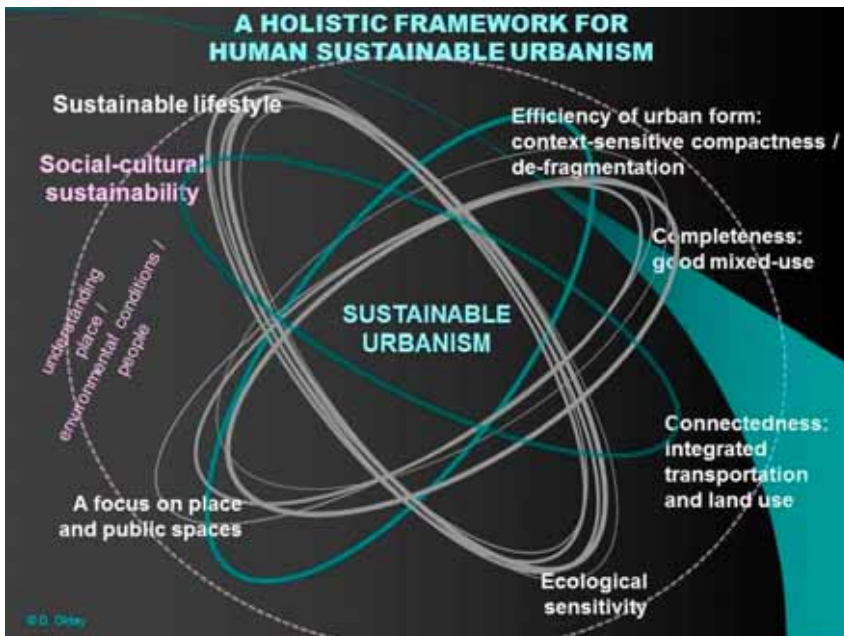 A HOLISTIC FRAMEWORK FOR
HUMAN SUSTAINABLE URBANISM
Sustainable lifestyle
Social-cultural
sustainability
understanding
place /
environmental conditions /
people
A focus on place
and public spaces
SUSTAINABLE
URBANISM
Efficiency of urban form:
context-sensitive compactness /
de-fragmentation
Completeness:
good mixed-use
Connectedness:
integrated
transportation
and land use
Ecological
sensitivity
© D. Oktay